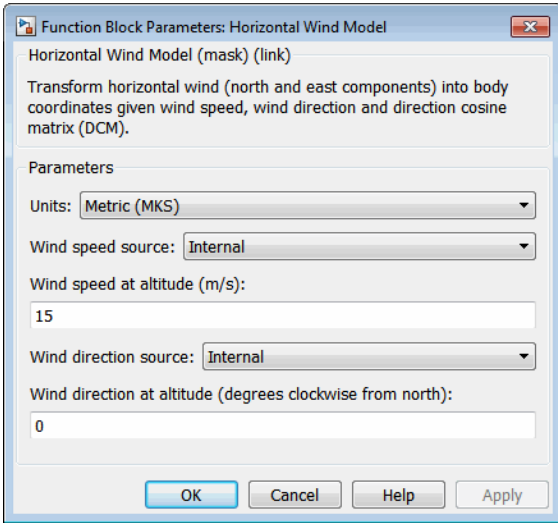 Function Block Parameters: Horizontal Wind Model
Horizontal Wind Model (mask) (link)
Transform horizontal wind (north and east components) into body
coordinates given wind speed, wind direction and direction cosine
matrix (DCM).
Parameters
Units: Metric (MKS)
Wind speed source: Internal
Wind speed at altitude (m/s):
15
Wind direction source: Internal
Wind direction at altitude (degrees clockwise from north):
0
OK Cancel Help Apply